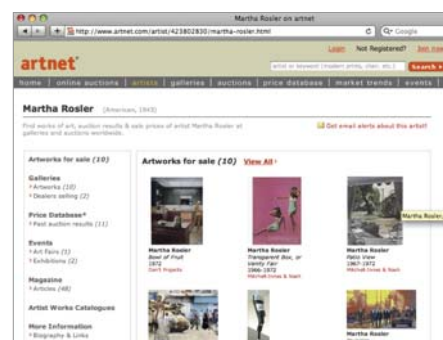 Martha Rosler on artnet
http://www.artnet.com/artist/423802830/martha-rosler.html
Google
Login Not Registered? Join now
artnet
artist or keyword (modern prints, chair, etc.)
Search
home | online auctions | artists | galleries | auctions | price database | market trends | events
Martha Rosler (American, 1943)
Find works of art, auction results & sale prices of artist Martha Rosler at
galleries and auctions worldwide.
Get email alerts about this artist!
Artworks for sale (10)
Galleries
Artworks (10)
Dealers selling (2)
Price Database
Past auction results (11)
Events
Art Fairs (1)
Exhibitions (2)
Magazine
Articles (48)
Artist Works Catalogues
More Information
Biography & Links
Artworks for sale (10) View All
Martha Rosler
Bowl of Fruit
1972
Don't Projects
Martha Rosler
Transparent Box, or
Vanity Fair
1966-1972
Mitchell-Innes & Nash
Martha Rosler
Patio View
1967-1972
Mitchell-Innes & Nash
Martha Rosler
Martha Rosler